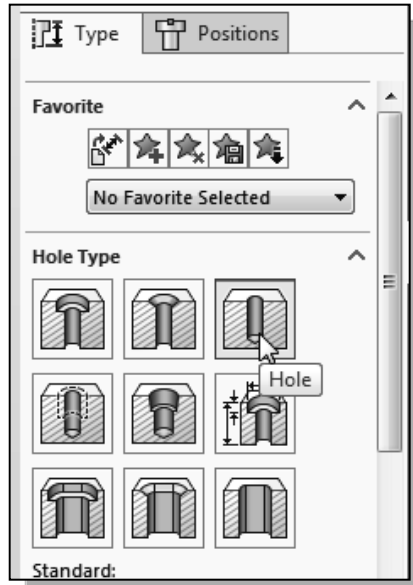 Type Positions
Favorite
No Favorite Selected
Hole Type
Hole
Standard: